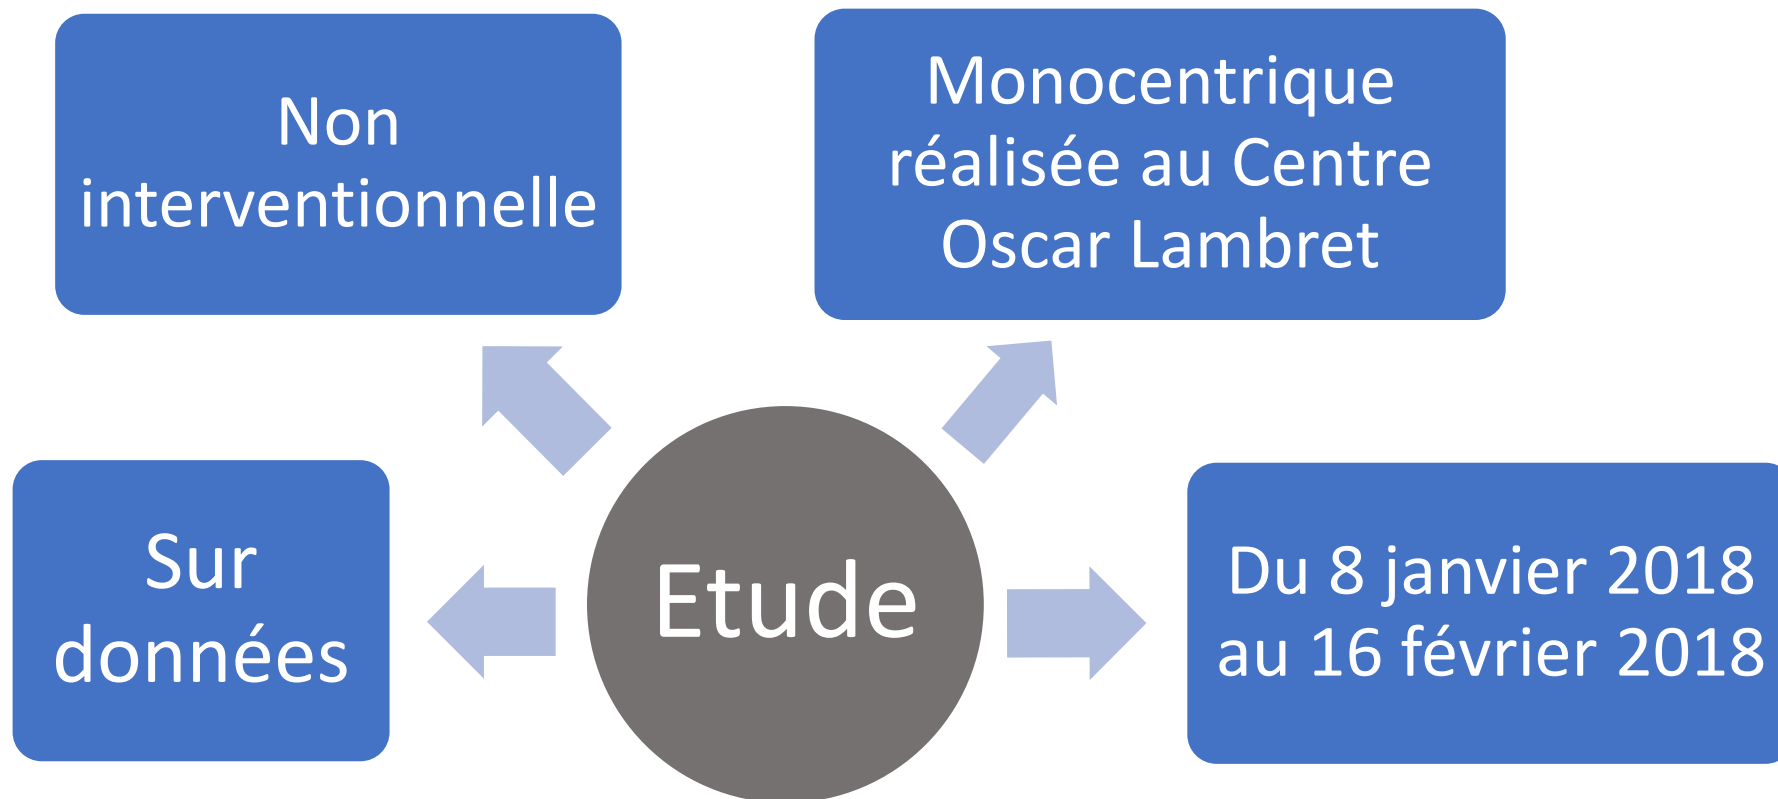 Non
interventionnelle
Monocentrique
réalisée au Centre
Oscar Lambret
Sur
données
Etude
Du 8 janvier 2018
au 16 février 2018